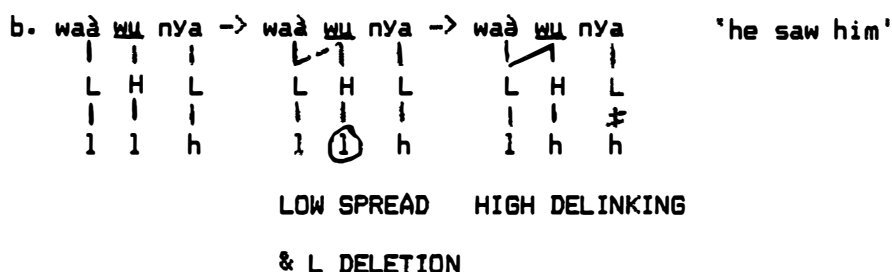 b. waà wu nya -> waà wu nya -> waà wu nya 'he saw him'
L H L L H L L H L
l l h l l h l h h
LOW SPREAD HIGH DELINKING
& L DELETION